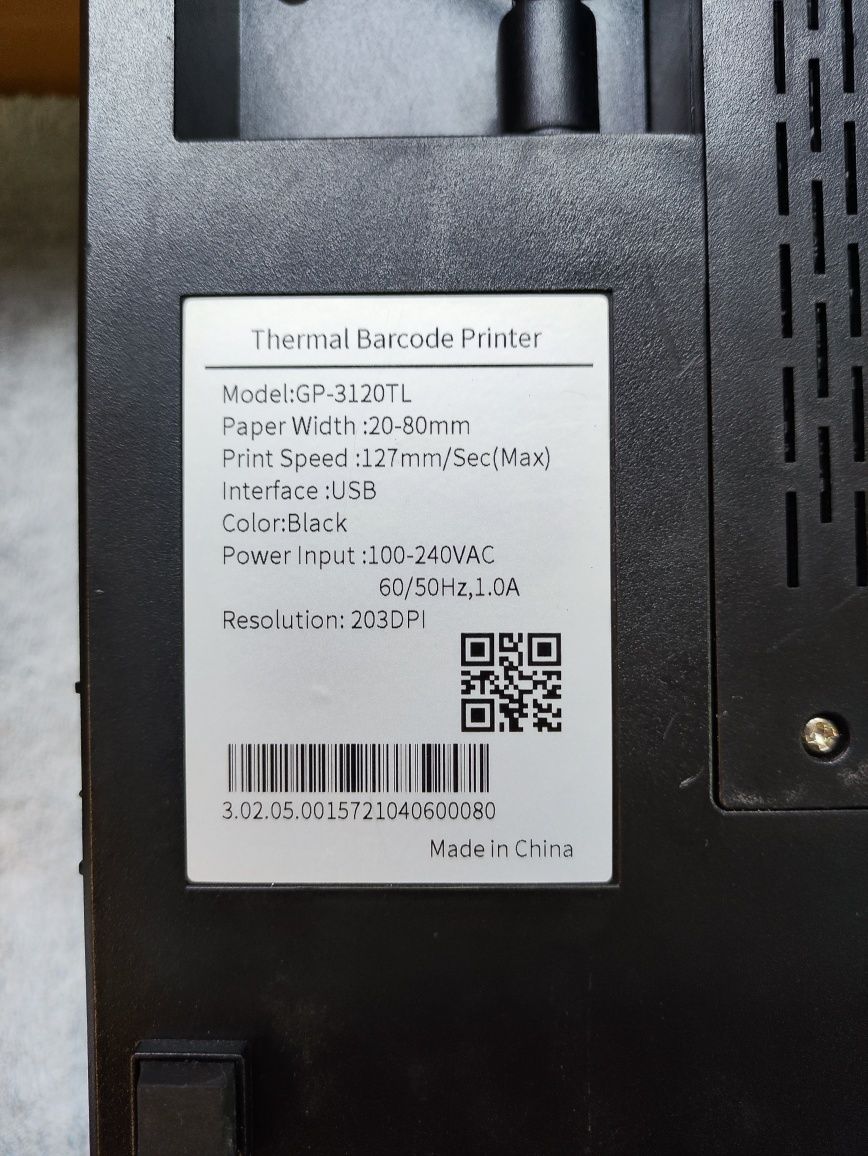 Thermal Barcode Printer
Model:GP-3120TL
Paper Width :20-80mm
Print Speed :127mm/Sec(Max)
Interface :USB
Color:Black
Power Input :100-240VAC
60/50Hz,1.0A
Resolution: 203DPI
3.02.05.0015721040600080
Made in China